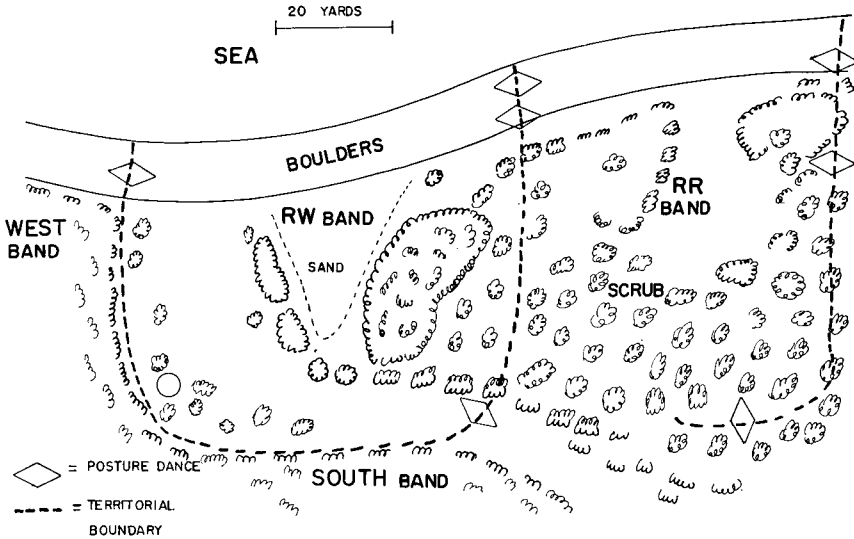 20 YARDS
SEA
BOULDERS
RW BAND
RR
BAND
WEST
BAND
SAND
SCRUB
SOUTH BAND
= POSTURE DANCE
= TERRITORIAL
BOUNDARY